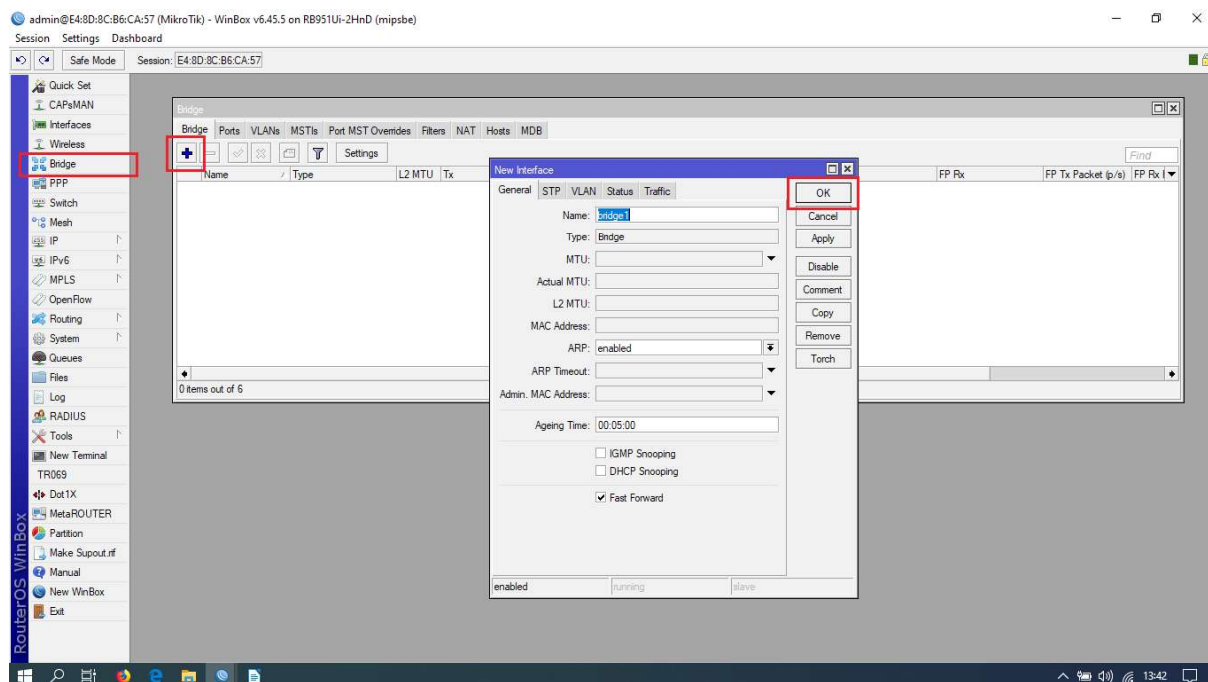 admin@E4:8D:8C:B6:CA:57 (MikroTik) - WinBox v6.45.5 on RB951Ui-2HnD (mipsbe)
Session Settings Dashboard
Safe Mode Session: E4:8D:8C:B6:CA:57
Quick Set
CAPsMAN
Interfaces
Wireless
Bridge
PPP
Switch
Mesh
IP
IPv6
MPLS
OpenFlow
Routing
System
Queues
Files
Log
RADIUS
Tools
New Terminal
TR069
Dot1X
MetaROUTER
Partition
Make Supout.rif
Manual
New WinBox
Exit
RouterOS WinBox
Bridge
Bridge Ports VLANs MSTIs Port MST Overrides Filters NAT Hosts MDB
Settings
Find
Name / Type L2 MTU Tx FP Rx FP Tx Packet (p/s) FP Rx
0 items out of 6
New Interface
General STP VLAN Status Traffic
Name: bridge1
Type: Bridge
MTU:
Actual MTU:
L2 MTU:
MAC Address:
ARP: enabled
ARP Timeout:
Admin. MAC Address:
Ageing Time: 00:05:00
IGMP Snooping
DHCP Snooping
Fast Forward
enabled running slave
OK
Cancel
Apply
Disable
Comment
Copy
Remove
Torch
13:42